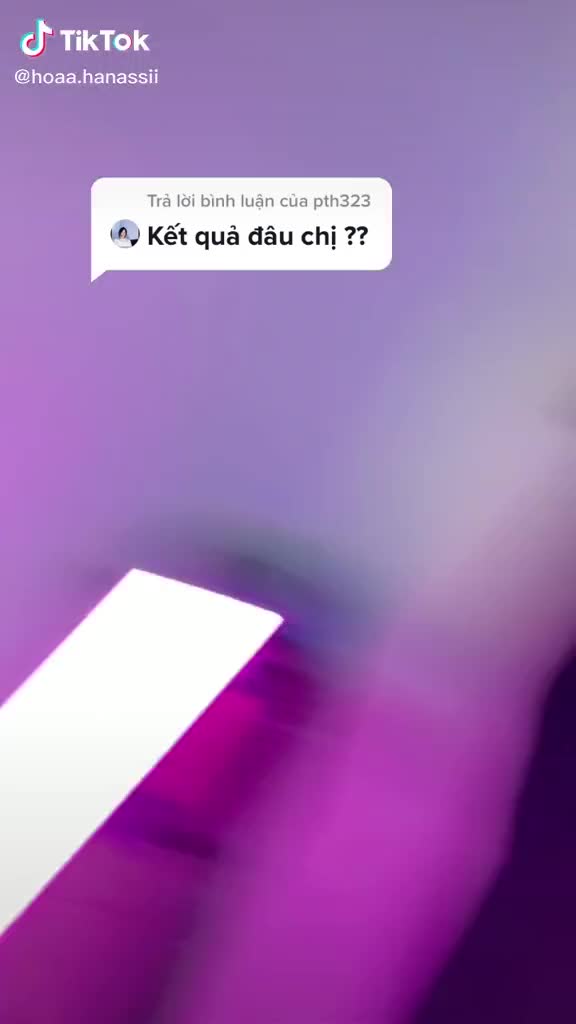 TikTok
@hoaa.hanassii
Trả lời bình luận của pth323
Kết quả đâu chị ??